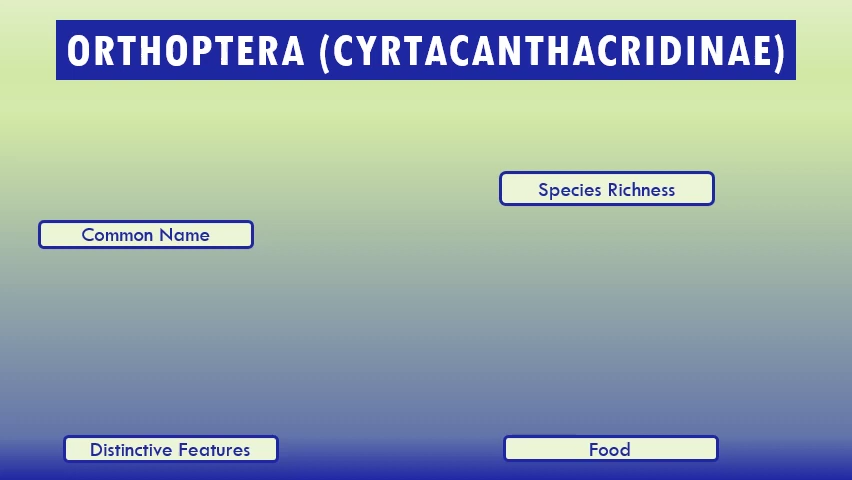 ORTHOPTERA (CYRTACANTHACRIDINAE)
Species Richness
Common Name
Distinctive Features
Food